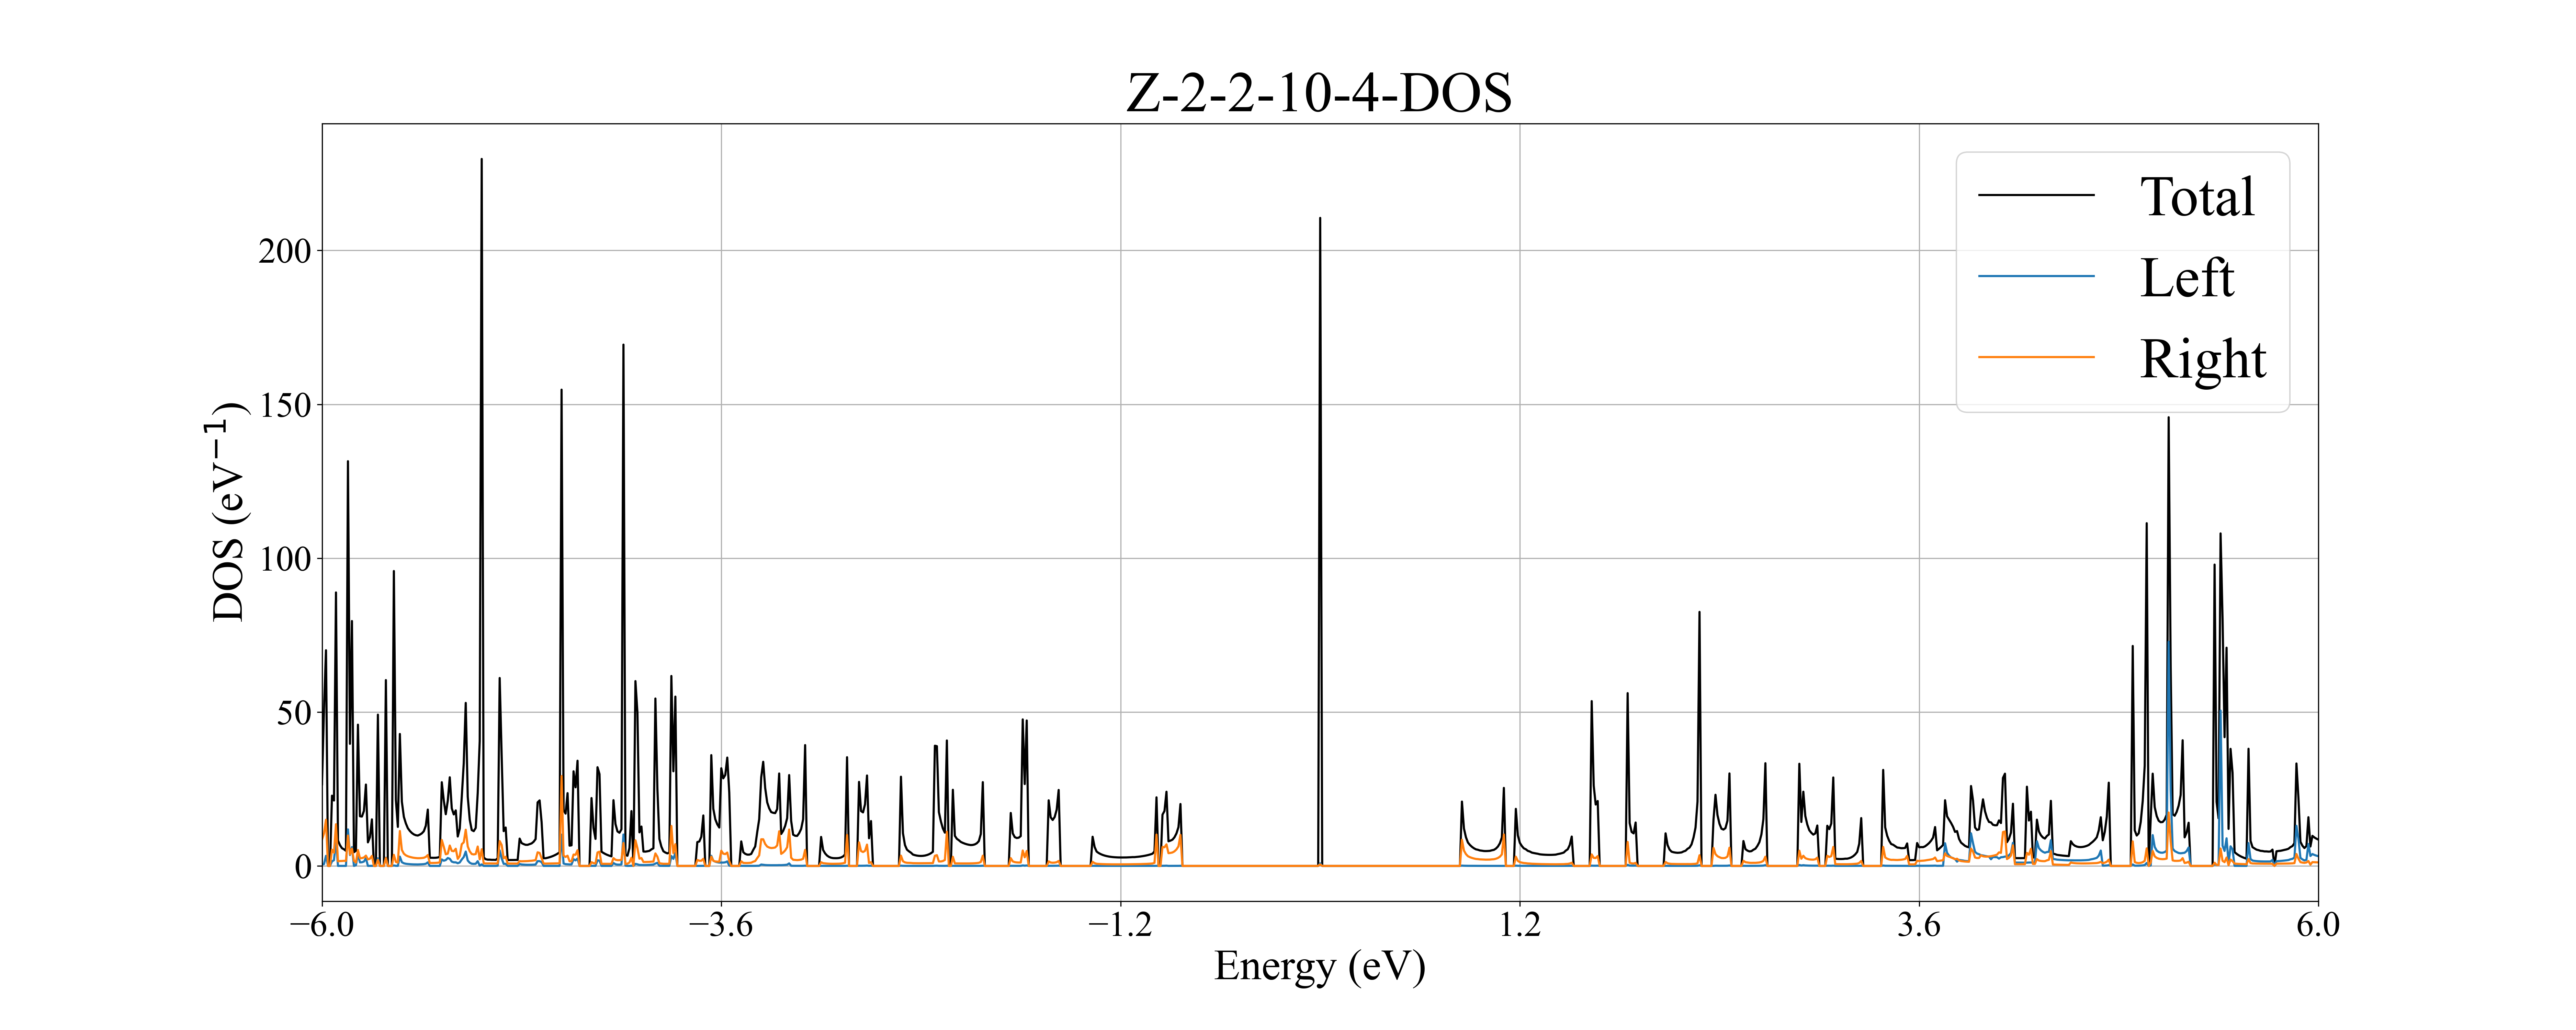 Z-2-2-10-4-DOS
Total
Left
Right
200
150
100
50
0
DOS (eV⁻¹)
−6.0 −3.6 −1.2 1.2 3.6 6.0
Energy (eV)